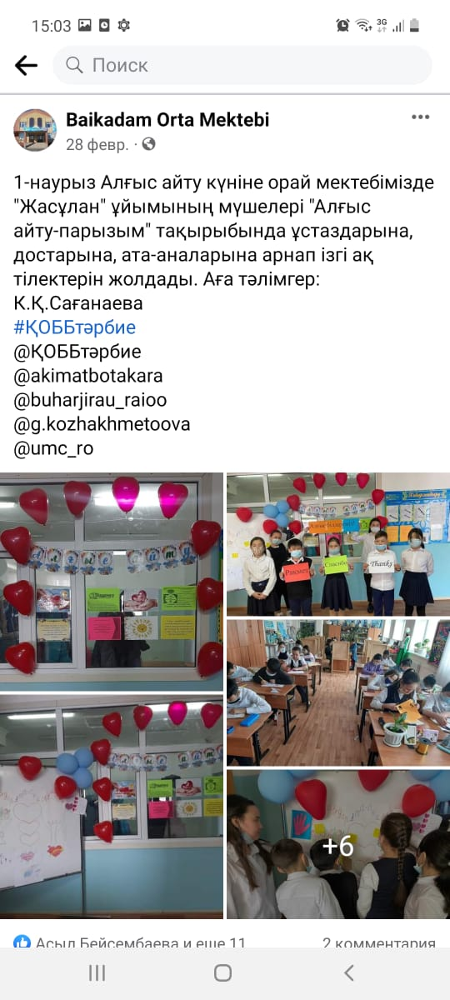 15:03
3G
Поиск
Baikadam Orta Mektebi
28 февр. ·
1-наурыз Алғыс айту күніне орай мектебімізде
"Жасұлан" ұйымының мүшелері "Алғыс
айту-парызым" тақырыбында ұстаздарына,
достарына, ата-аналарына арнап ізгі ақ
тілектерін жолдады. Аға тәлімгер:
К.Қ.Сағанаева
#ҚОББтәрбие
@ҚОББтәрбие
@akimatbotakara
@buharjirau_raioo
@g.kozhakhmetoova
@umc_ro
Рақмет
Спасибо
Thanks
+6
Асыл Бейсембаева и еще 11
2 комментария